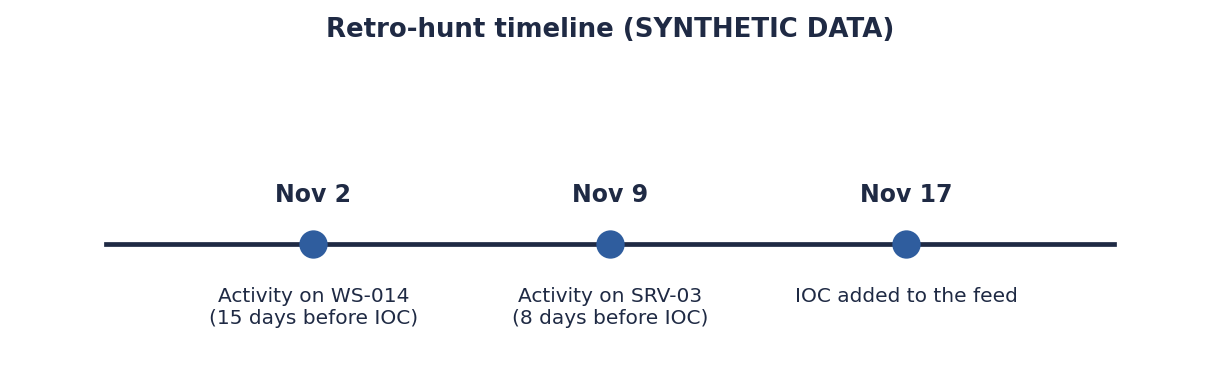 Retro-hunt timeline (SYNTHETIC DATA)
Nov 2
Nov 9
Nov 17
Activity on WS-014
(15 days before IOC)
Activity on SRV-03
(8 days before IOC)
IOC added to the feed